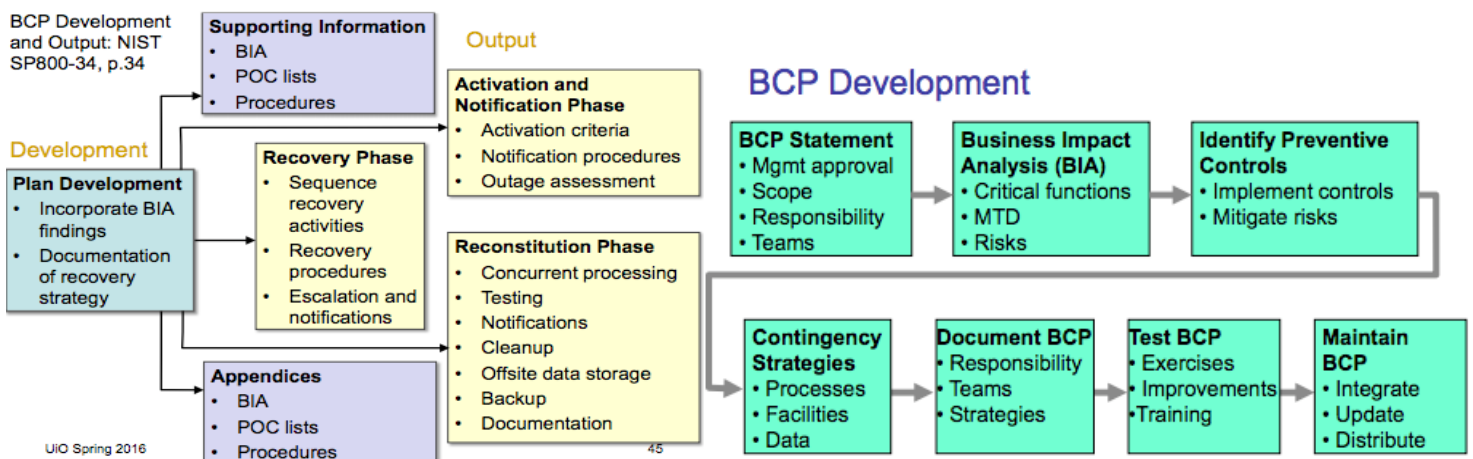 BCP Development
and Output: NIST
SP800-34, p.34
Supporting Information
• BIA
• POC lists
• Procedures
Output
Activation and
Notification Phase
• Activation criteria
• Notification procedures
• Outage assessment
Development
Plan Development
• Incorporate BIA
findings
• Documentation
of recovery
strategy
Recovery Phase
• Sequence
recovery
activities
• Recovery
procedures
• Escalation and
notifications
Reconstitution Phase
• Concurrent processing
• Testing
• Notifications
• Cleanup
• Offsite data storage
• Backup
• Documentation
Appendices
• BIA
• POC lists
• Procedures
UiO Spring 2016
45
BCP Development
BCP Statement
• Mgmt approval
• Scope
• Responsibility
• Teams
Business Impact
Analysis (BIA)
• Critical functions
• MTD
• Risks
Identify Preventive
Controls
• Implement controls
• Mitigate risks
Contingency
Strategies
• Processes
• Facilities
• Data
Document BCP
• Responsibility
• Teams
• Strategies
Test BCP
• Exercises
• Improvements
•Training
Maintain
BCP
• Integrate
• Update
• Distribute